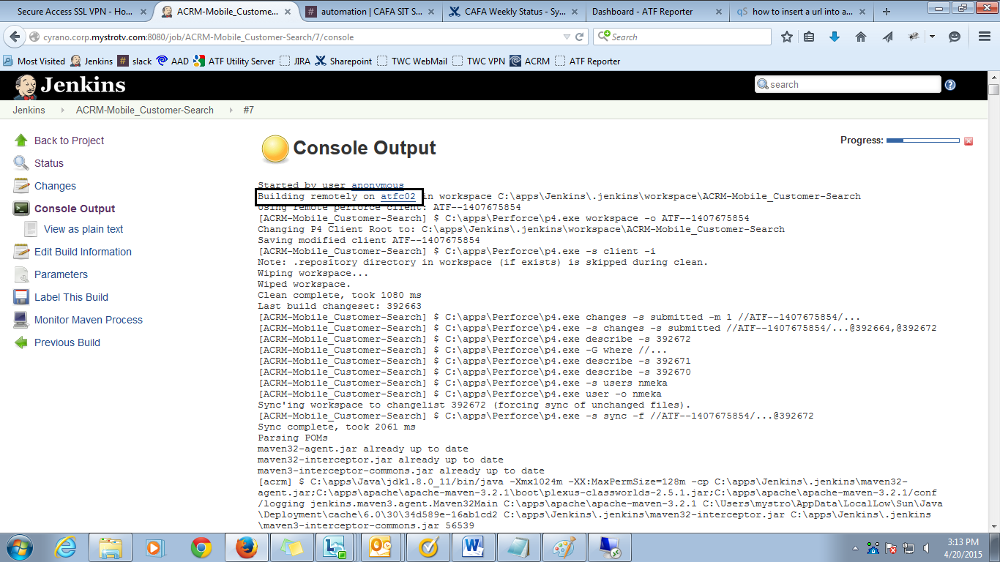 Secure Access SSL VPN - Ho...
ACRM-Mobile_Custome...
automation | CAFA SIT S...
CAFA Weekly Status - Sy...
Dashboard - ATF Reporter
qS how to insert a url into a...
cyrano.corp.mystrotv.com:8080/job/ACRM-Mobile_Customer-Search/7/console
Search
Most Visited
Jenkins
slack
AAD
ATF Utility Server
JIRA
Sharepoint
TWC WebMail
TWC VPN
ACRM
ATF Reporter
Jenkins
search
Jenkins
ACRM-Mobile_Customer-Search
#7
Back to Project
Status
Changes
Console Output
View as plain text
Edit Build Information
Parameters
Label This Build
Monitor Maven Process
Previous Build
Console Output
Progress:
Started by user anonymous
Building remotely on atfc02 in workspace C:\apps\Jenkins\.jenkins\workspace\ACRM-Mobile_Customer-Search
Using remote perforce client: ATF--1407675854
[ACRM-Mobile_Customer-Search] $ C:\apps\Perforce\p4.exe workspace -o ATF--1407675854
Changing P4 Client Root to: C:\apps\Jenkins\.jenkins\workspace\ACRM-Mobile_Customer-Search
Saving modified client ATF--1407675854
[ACRM-Mobile_Customer-Search] $ C:\apps\Perforce\p4.exe -s client -i
Note: .repository directory in workspace (if exists) is skipped during clean.
Wiping workspace...
Wiped workspace.
Clean complete, took 1080 ms
Last build changeset: 392663
[ACRM-Mobile_Customer-Search] $ C:\apps\Perforce\p4.exe changes -s submitted -m 1 //ATF--1407675854/...
[ACRM-Mobile_Customer-Search] $ C:\apps\Perforce\p4.exe -s changes -s submitted //ATF--1407675854/...@392664,@392672
[ACRM-Mobile_Customer-Search] $ C:\apps\Perforce\p4.exe describe -s 392672
[ACRM-Mobile_Customer-Search] $ C:\apps\Perforce\p4.exe -G where //...
[ACRM-Mobile_Customer-Search] $ C:\apps\Perforce\p4.exe describe -s 392671
[ACRM-Mobile_Customer-Search] $ C:\apps\Perforce\p4.exe describe -s 392670
[ACRM-Mobile_Customer-Search] $ C:\apps\Perforce\p4.exe -s users nmeka
[ACRM-Mobile_Customer-Search] $ C:\apps\Perforce\p4.exe user -o nmeka
Sync'ing workspace to changelist 392672 (forcing sync of unchanged files).
[ACRM-Mobile_Customer-Search] $ C:\apps\Perforce\p4.exe -s sync -f //ATF--1407675854/...@392672
Sync complete, took 2061 ms
Parsing POMs
maven32-agent.jar already up to date
maven32-interceptor.jar already up to date
maven3-interceptor-commons.jar already up to date
[acrm] $ C:\apps\Java\jdk1.8.0_11/bin/java -Xmx1024m -XX:MaxPermSize=128m -cp C:\apps\Jenkins\.jenkins\maven32-
agent.jar;C:\apps\apache\apache-maven-3.2.1\boot\plexus-classworlds-2.5.1.jar;C:\apps\apache\apache-maven-3.2.1/conf
/logging jenkins.maven3.agent.Maven32Main C:\apps\apache\apache-maven-3.2.1 C:\Users\mystro\AppData\LocalLow\Sun\Java
\Deployment\cache\6.0\30\34d589e-16ab1cd2 C:\apps\Jenkins\.jenkins\maven32-interceptor.jar C:\apps\Jenkins\.jenkins
\maven3-interceptor-commons.jar 56539
3:13 PM
4/20/2015